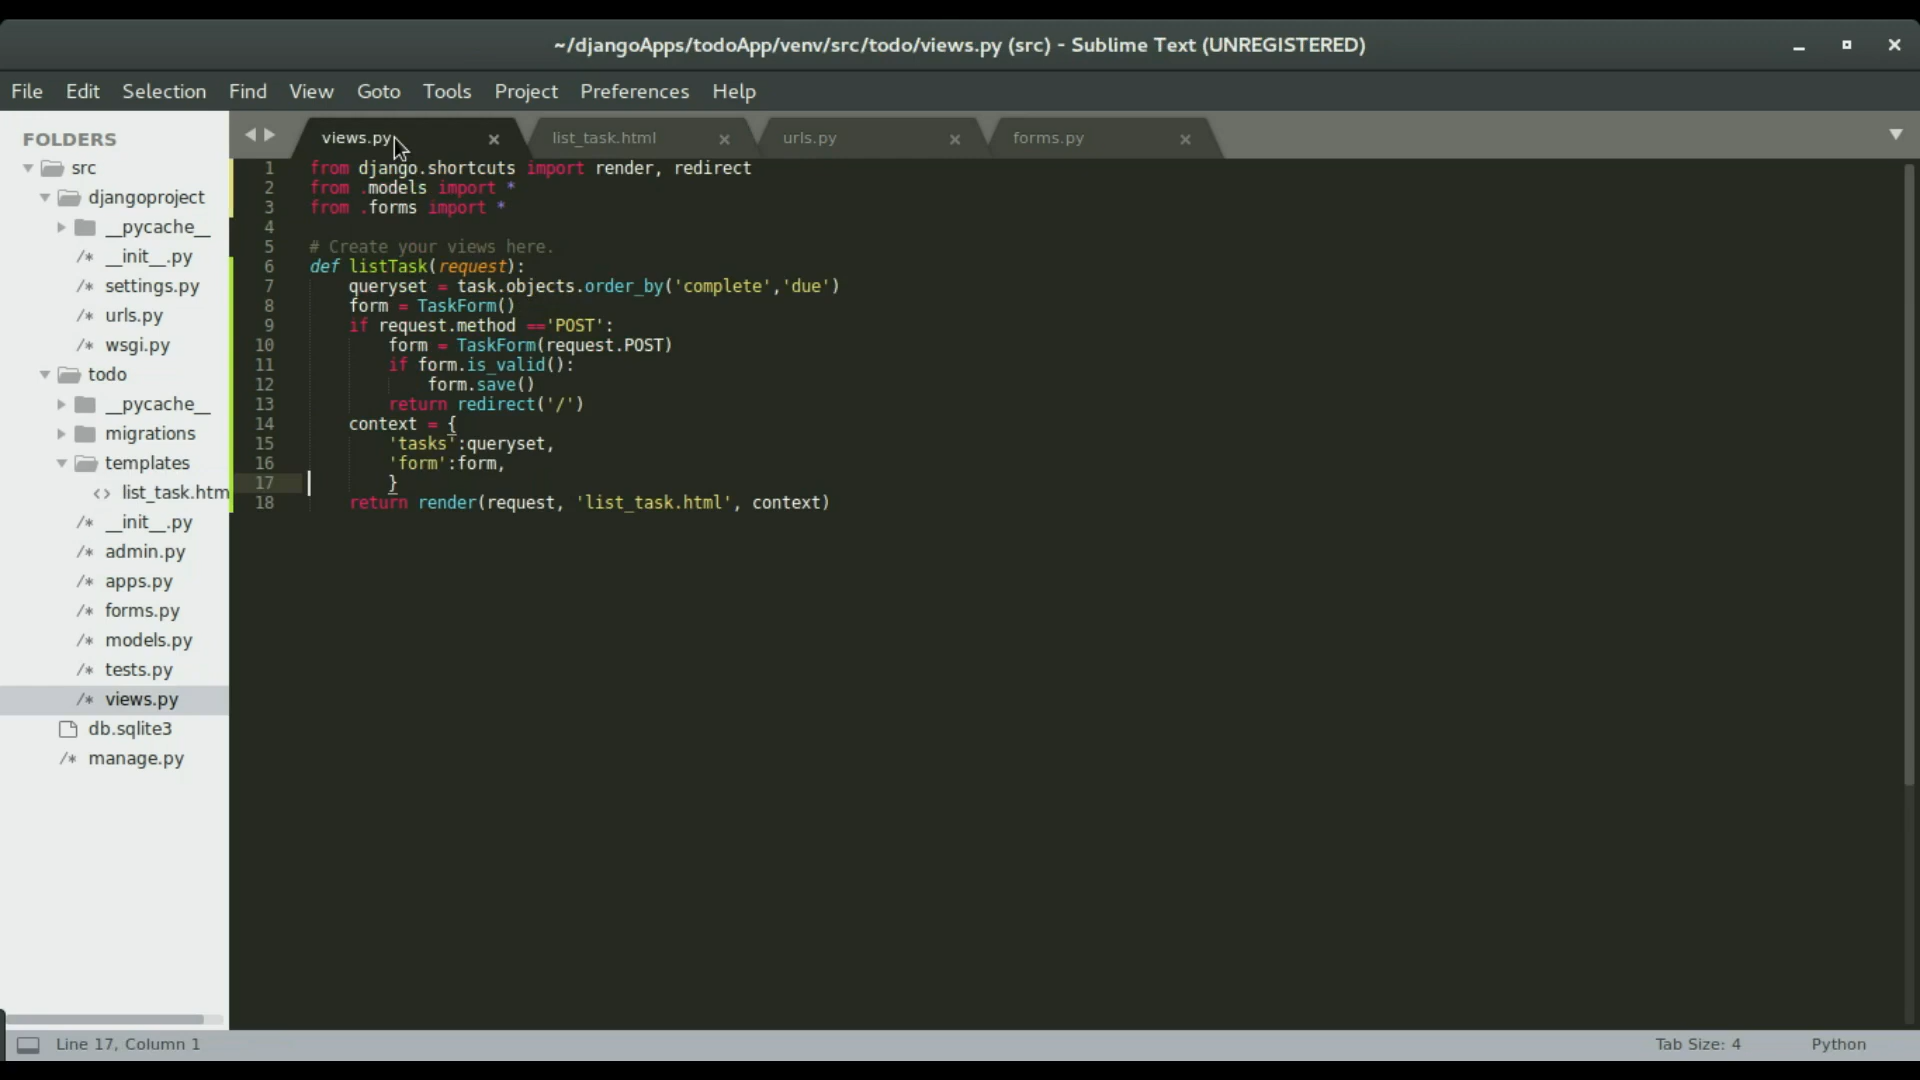 ~/djangoApps/todoApp/venv/src/todo/views.py (src) - Sublime Text (UNREGISTERED)
File Edit Selection Find View Goto Tools Project Preferences Help
FOLDERS
src
djangoproject
__pycache__
/* __init__.py
/* settings.py
/* urls.py
/* wsgi.py
todo
__pycache__
migrations
templates
<> list_task.htm
/* __init__.py
/* admin.py
/* apps.py
/* forms.py
/* models.py
/* tests.py
/* views.py
db.sqlite3
/* manage.py
views.py list_task.html urls.py forms.py
1 from django.shortcuts import render, redirect
2 from .models import *
3 from .forms import *
4
5 # Create your views here.
6 def listTask(request):
7     queryset = task.objects.order_by('complete','due')
8     form = TaskForm()
9     if request.method =='POST':
10         form = TaskForm(request.POST)
11         if form.is_valid():
12             form.save()
13         return redirect('/')
14     context = {
15         'tasks':queryset,
16         'form':form,
17         }
18     return render(request, 'list_task.html', context)
Line 17, Column 1 Tab Size: 4 Python